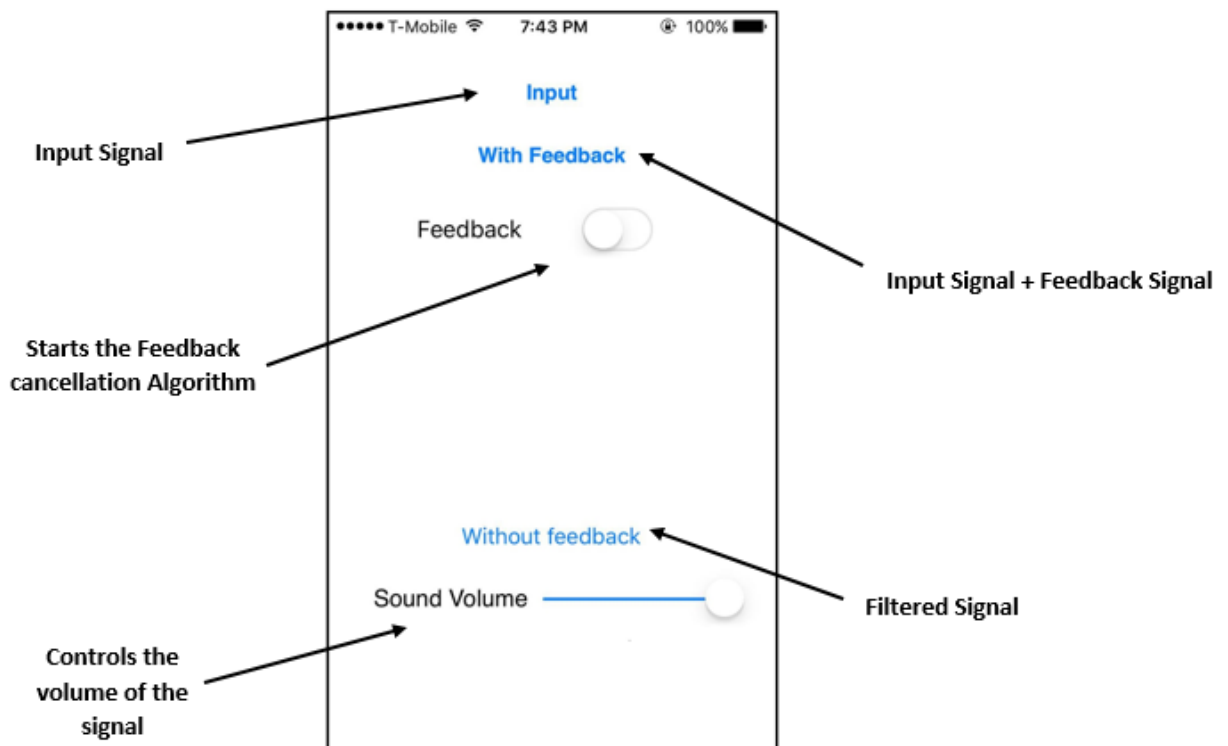 T-Mobile 7:43 PM 100%
Input
Input Signal
With Feedback
Feedback
Input Signal + Feedback Signal
Starts the Feedback
cancellation Algorithm
Without feedback
Sound Volume
Filtered Signal
Controls the
volume of the
signal